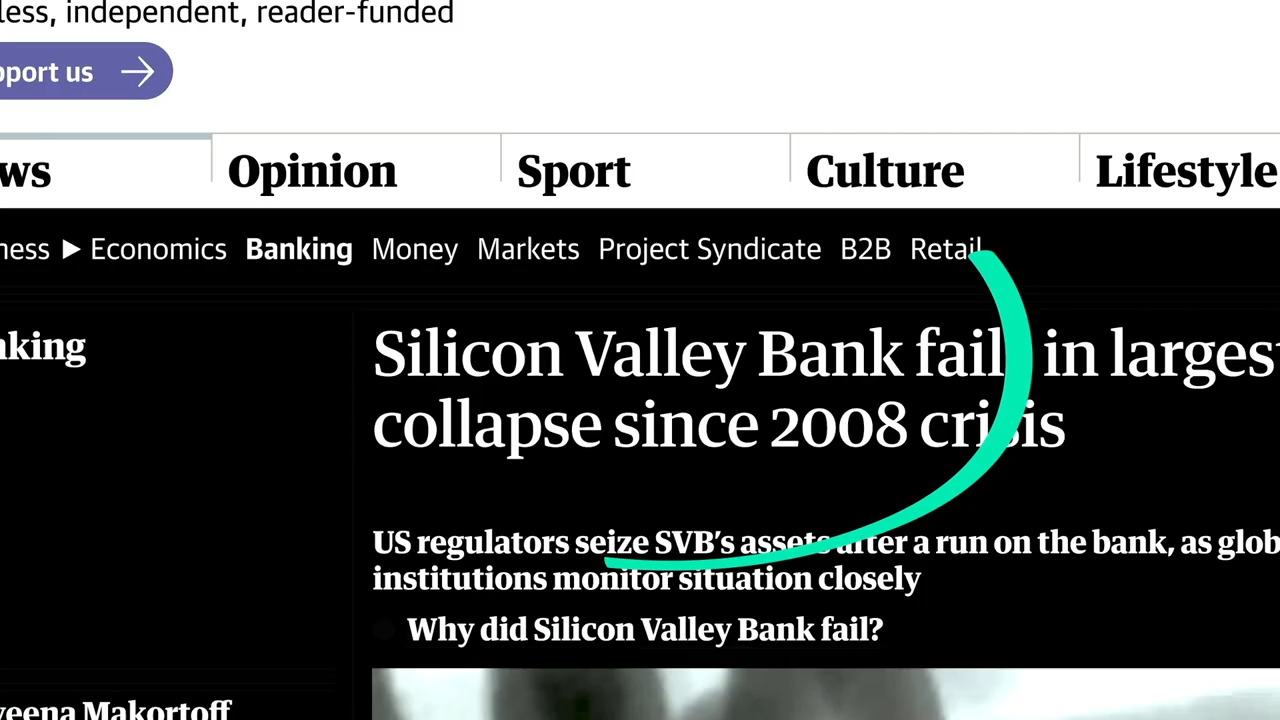 less, independent, reader-funded
pport us
ws
Opinion
Sport
Culture
Lifestyle
ness ▶ Economics Banking Money Markets Project Syndicate B2B Retail
nking
Silicon Valley Bank fails in largest
collapse since 2008 crisis
US regulators seize SVB's assets after a run on the bank, as glob
institutions monitor situation closely
Why did Silicon Valley Bank fail?
veena Makortoff